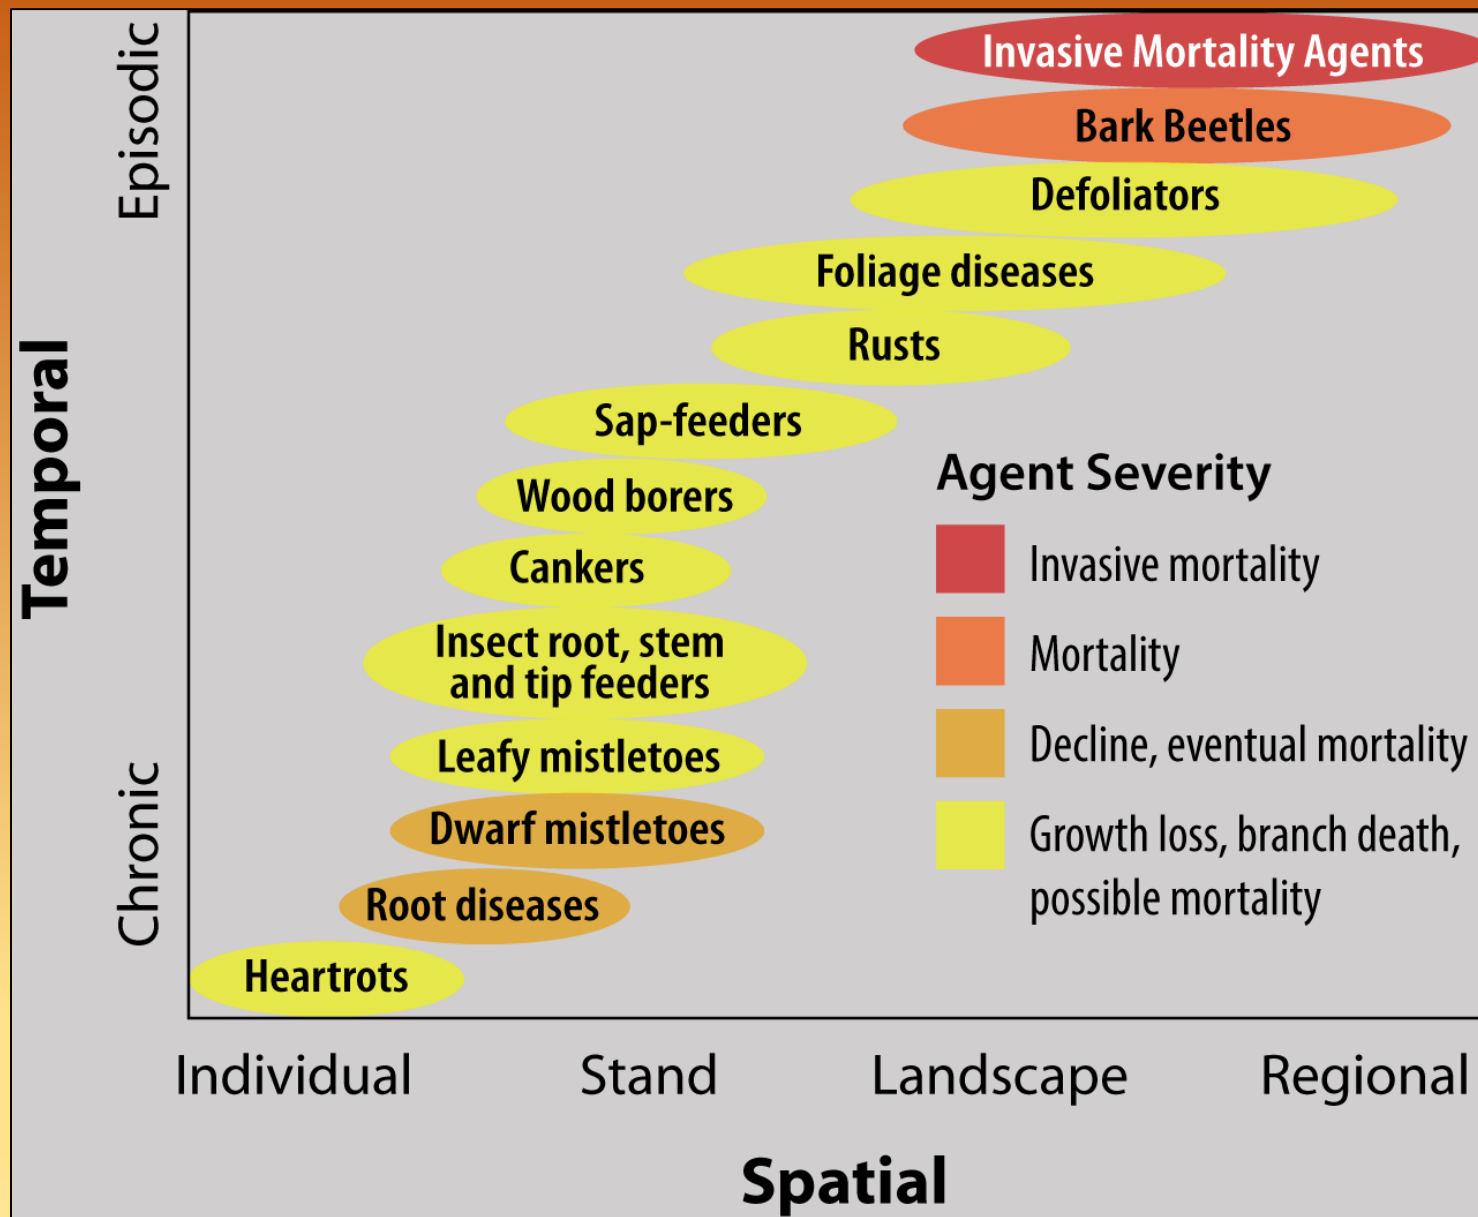 Temporal
Episodic
Chronic
Invasive Mortality Agents
Bark Beetles
Defoliators
Foliage diseases
Rusts
Sap-feeders
Wood borers
Cankers
Insect root, stem
and tip feeders
Leafy mistletoes
Dwarf mistletoes
Root diseases
Heartrots
Agent Severity
Invasive mortality
Mortality
Decline, eventual mortality
Growth loss, branch death,
possible mortality
Individual
Stand
Landscape
Regional
Spatial